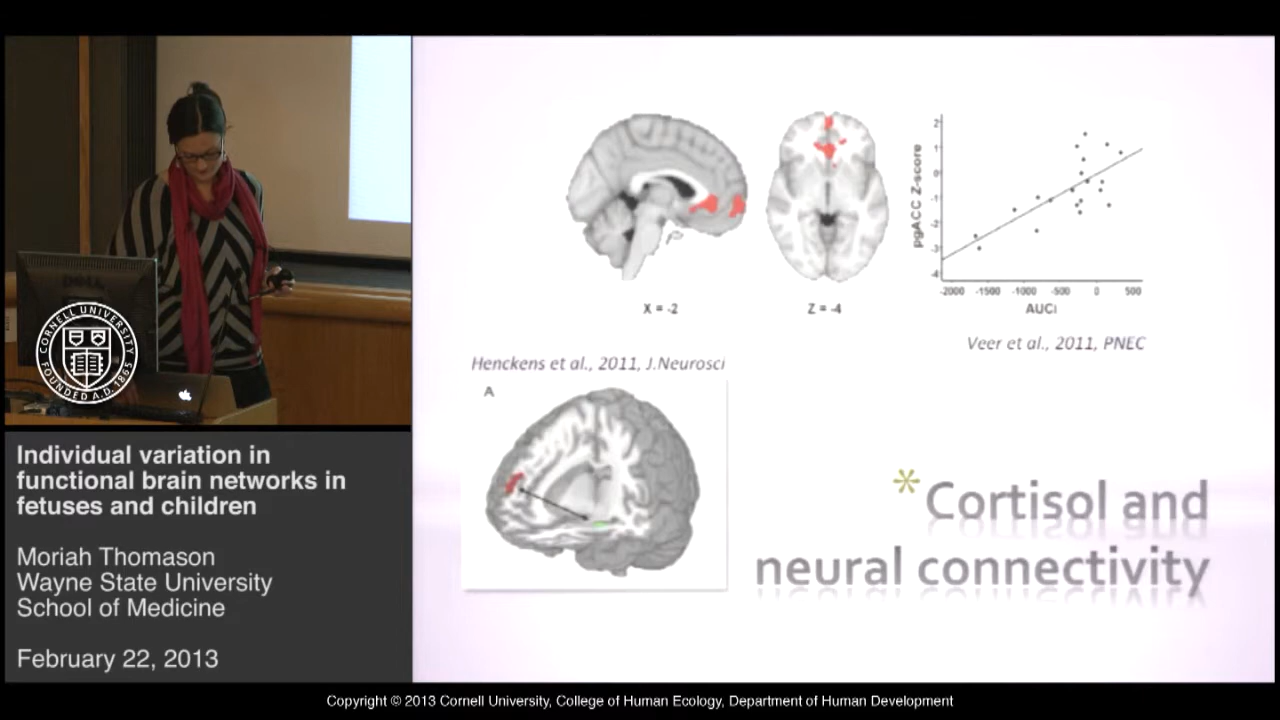 DELL
CORNELL UNIVERSITY
FOUNDED A.D. 1865
Individual variation in
functional brain networks in
fetuses and children
Moriah Thomason
Wayne State University
School of Medicine
February 22, 2013
X = -2
Z = -4
pgACC Z-score
2
1
0
-1
-2
-3
-4
-2000 -1500 -1000 -500 0 500
AUCi
Veer et al., 2011, PNEC
Henckens et al., 2011, J.Neurosci
A
*Cortisol and
neural connectivity
Copyright © 2013 Cornell University, College of Human Ecology, Department of Human Development